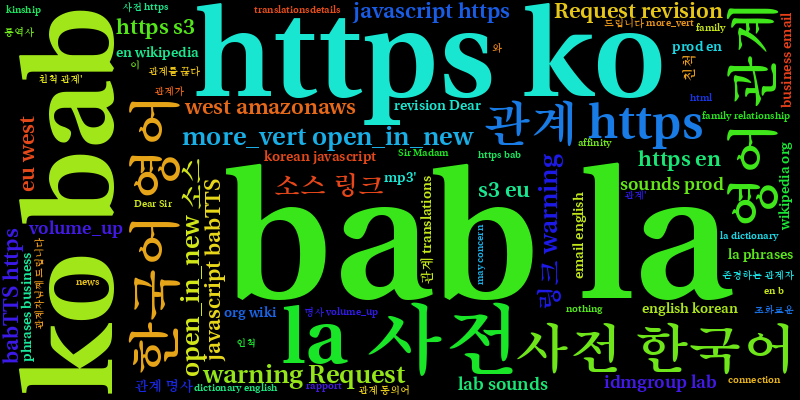 kinship
사전 https
translationsdetails
javascript https
Request revision
드립니다 more_vert
family
통역사
https s3
https ko
와
prod en
친척
관계
business email
en wikipedia
이
관계를 끊다
친척 관계'
관계가
west amazonaws
revision Dear
html
ko bab
more_vert open_in_new
관계 https
family relationship
eu west
한국어 영어
korean javascript
Sir Madam
https bab
affinity
https en
영어
wikipedia org
소스 링크
mp3'
s3 eu
sounds prod
관계'
bab la
Dear Sir
open_in_new 소스
관계 translations
링크 warning
email english
volume_up
babTTS https
phrases business
관계자님께 드립니다
javascript babTTS
may concern
la dictionary
la phrases
존경하는 관계자
news
en b
org wiki
명사 volume_up
nothing
english korean
조화로운
la 사전
사전 한국어
인척
warning Request
관계 명사
dictionary english
rapport
관계 동의어
lab sounds
idmgroup lab
connection